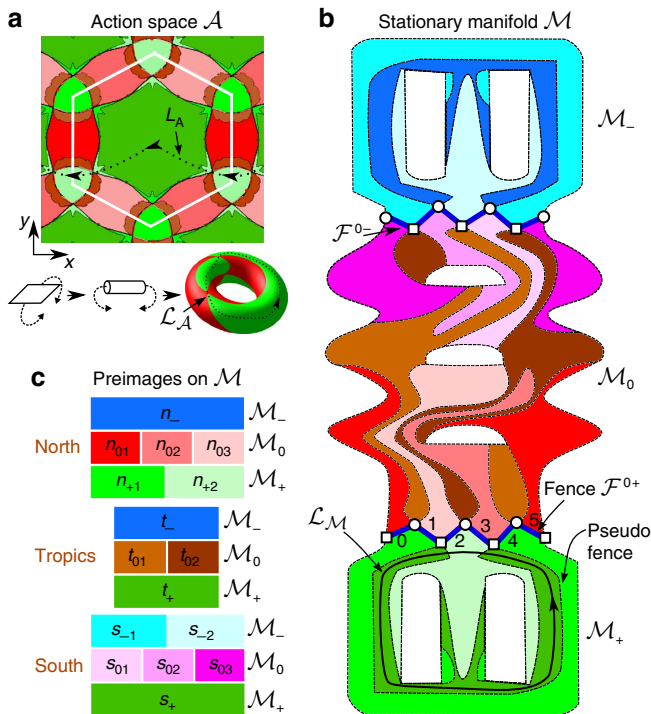 a Action space 𝒜
L_A
y
x
ℒ_𝒜
b Stationary manifold ℳ
ℳ_−
ℱ^{0−}
ℳ_0
Fence ℱ^{0+}
ℒ_ℳ
0 1 2 3 4 5
Pseudo
fence
ℳ_+
c Preimages on ℳ
n_− ℳ_−
North n_{01} n_{02} n_{03} ℳ_0
n_{+1} n_{+2} ℳ_+
t_− ℳ_−
Tropics t_{01} t_{02} ℳ_0
t_+ ℳ_+
s_{−1} s_{−2} ℳ_−
South s_{01} s_{02} s_{03} ℳ_0
s_+ ℳ_+